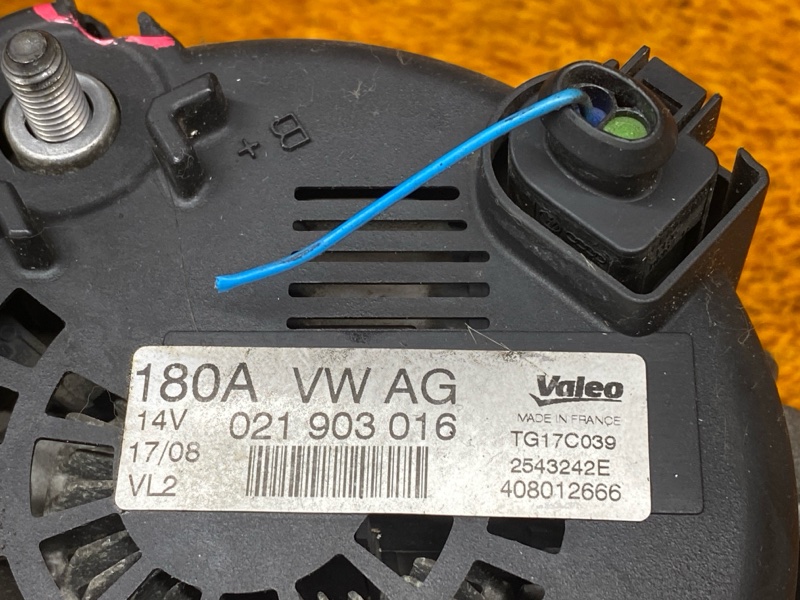 B
+
180A VW AG
14V 021 903 016
17/08
VL2
Valeo
MADE IN FRANCE
TG17C039
2543242E
408012666